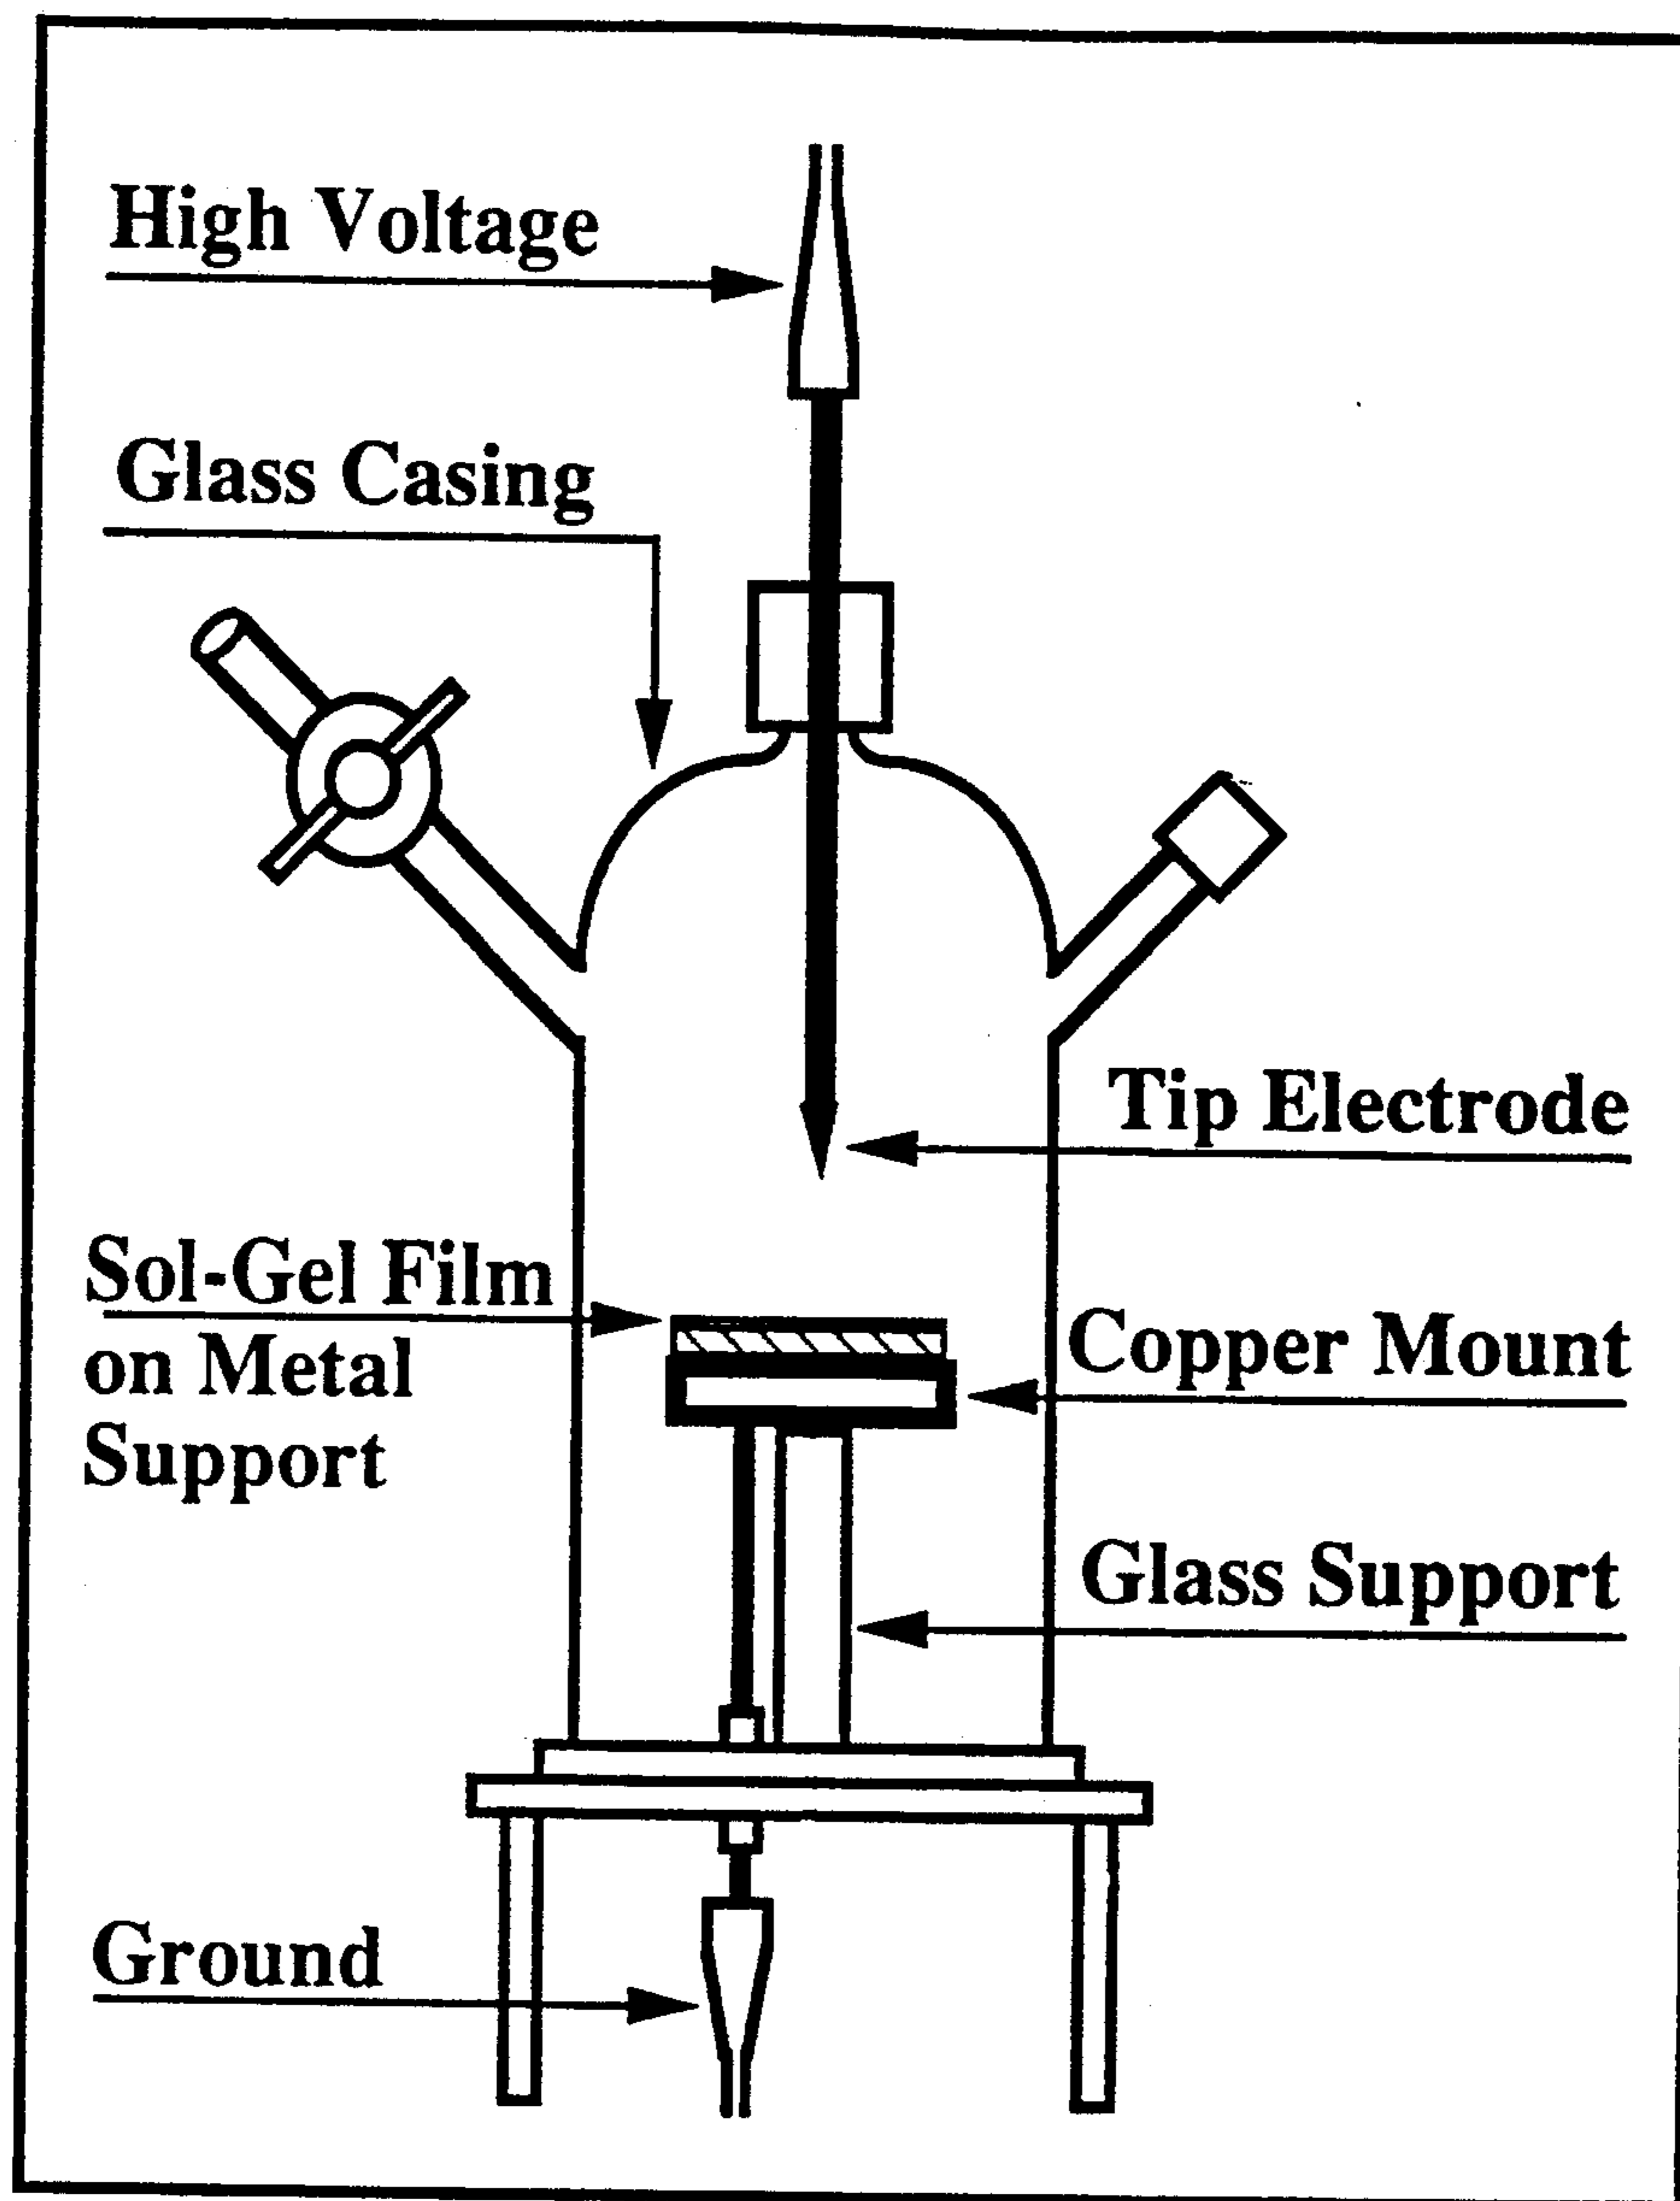 High Voltage
Glass Casing
Tip Electrode
Sol-Gel Film
on Metal
Support
Copper Mount
Glass Support
Ground